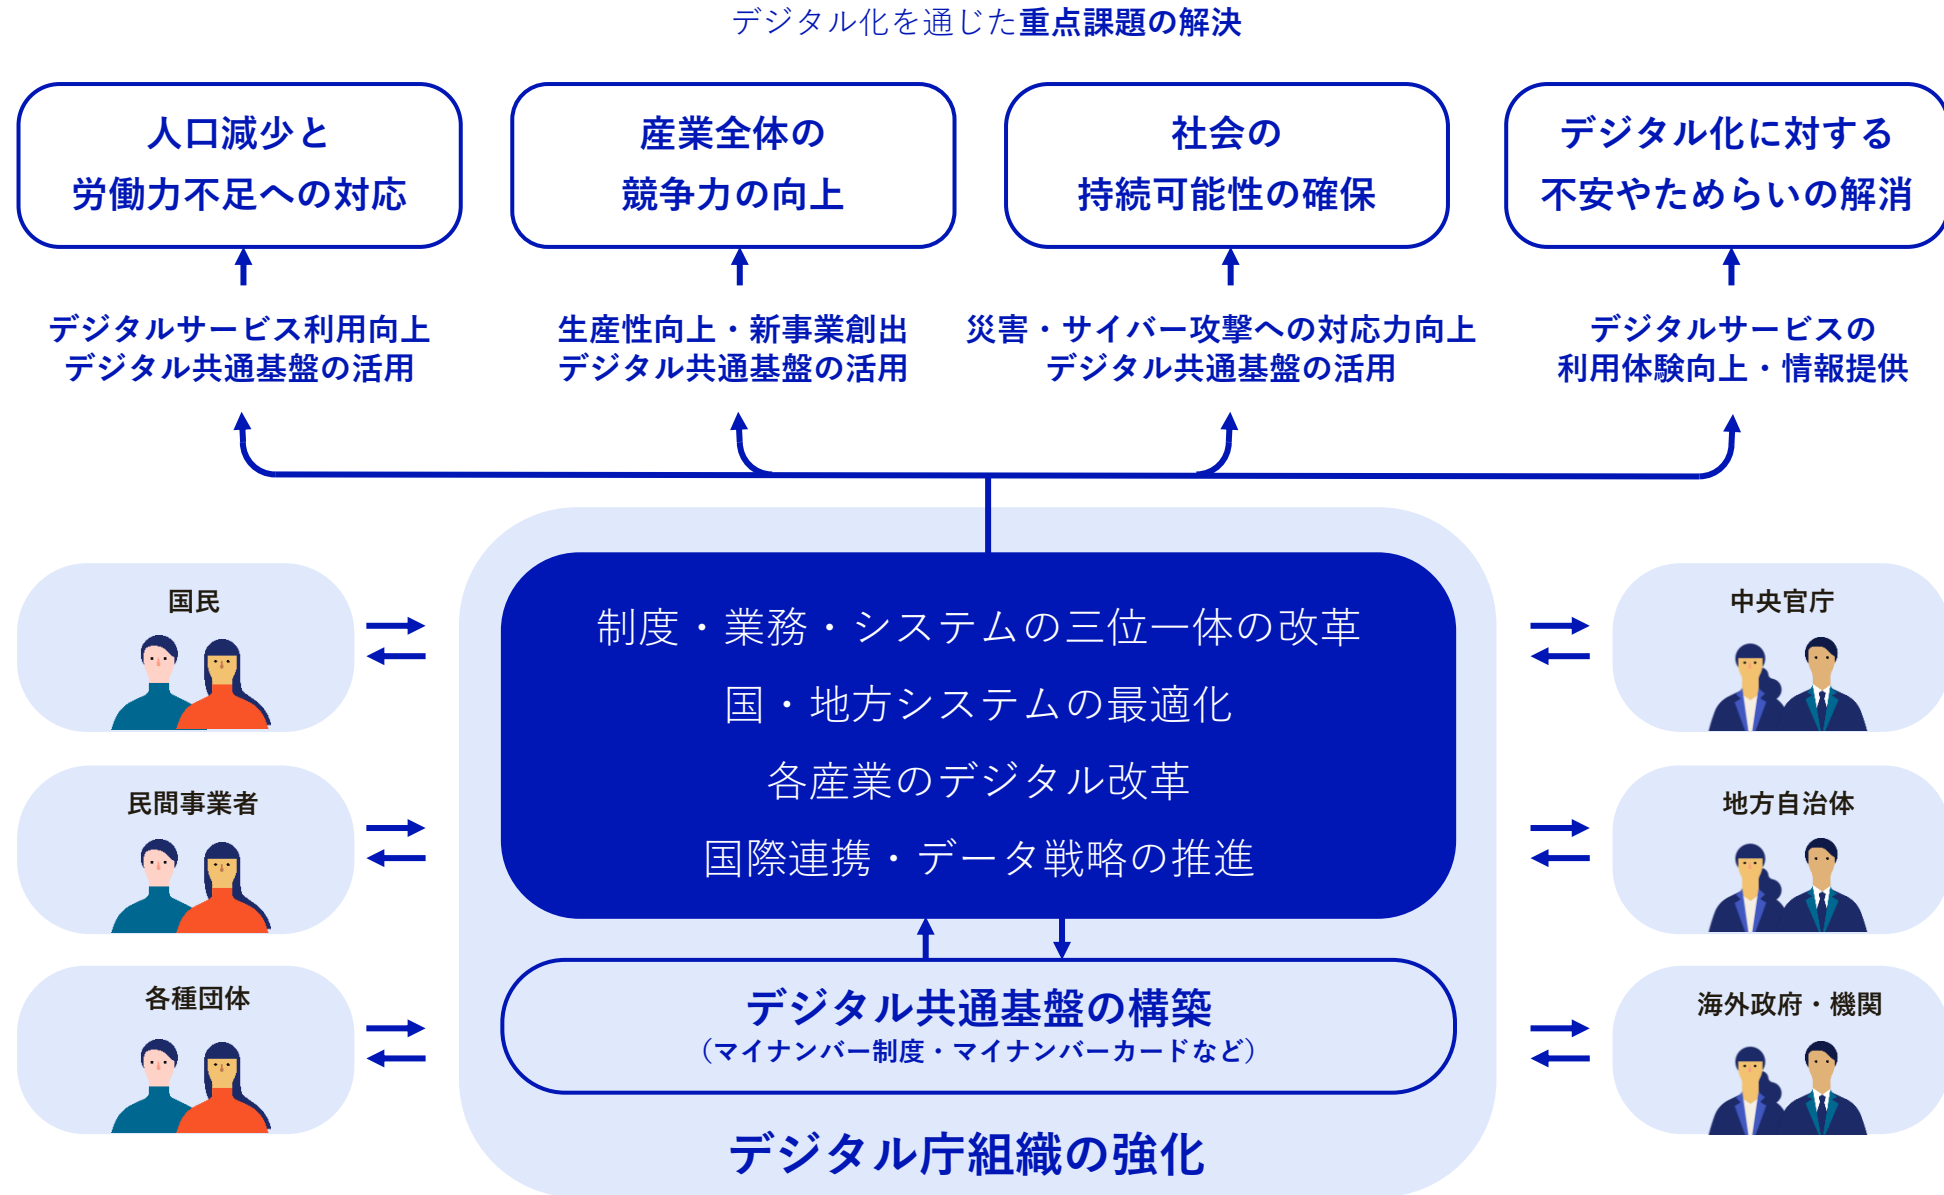 デジタル化を通じた重点課題の解決
人口減少と
労働力不足への対応
産業全体の
競争力の向上
社会の
持続可能性の確保
デジタル化に対する
不安やためらいの解消
デジタルサービス利用向上
デジタル共通基盤の活用
生産性向上・新事業創出
デジタル共通基盤の活用
災害・サイバー攻撃への対応力向上
デジタル共通基盤の活用
デジタルサービスの
利用体験向上・情報提供
国民
民間事業者
各種団体
制度・業務・システムの三位一体の改革
国・地方システムの最適化
各産業のデジタル改革
国際連携・データ戦略の推進
デジタル共通基盤の構築
（マイナンバー制度・マイナンバーカードなど）
デジタル庁組織の強化
中央官庁
地方自治体
海外政府・機関